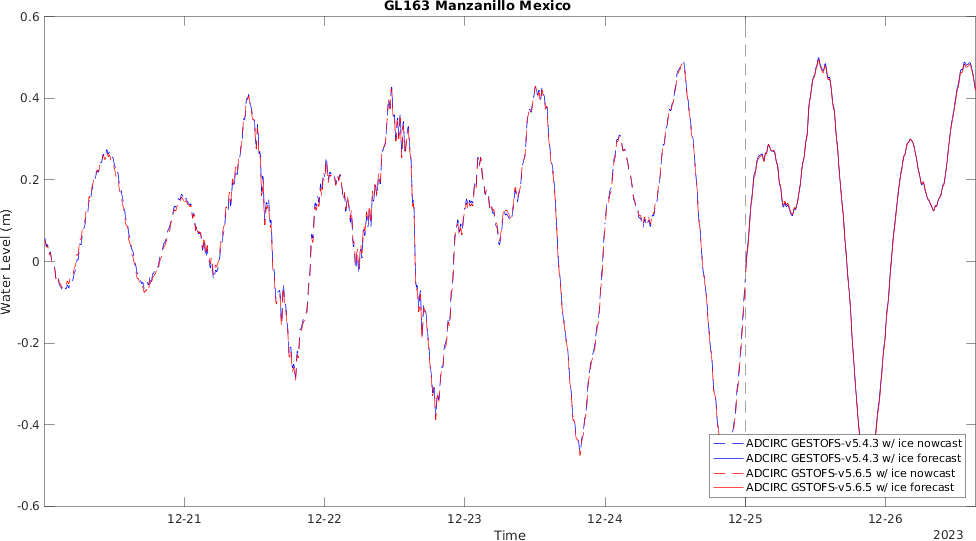 GL163 Manzanillo Mexico
0.6
0.4
0.2
0
-0.2
-0.4
-0.6
Water Level (m)
ADCIRC GESTOFS-v5.4.3 w/ ice nowcast
ADCIRC GESTOFS-v5.4.3 w/ ice forecast
ADCIRC GSTOFS-v5.6.5 w/ ice nowcast
ADCIRC GSTOFS-v5.6.5 w/ ice forecast
12-21
12-22
12-23
12-24
12-25
12-26
Time
2023